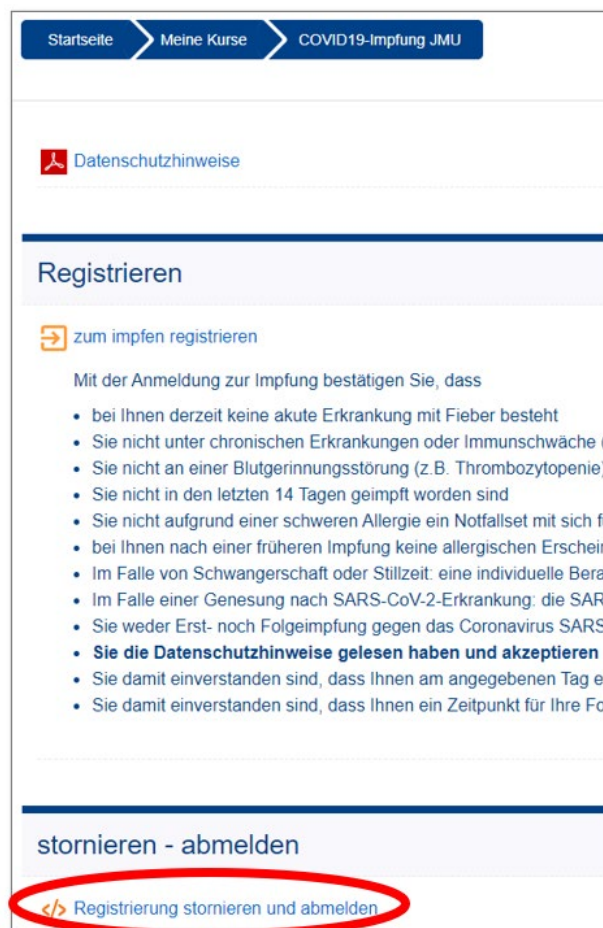 Startseite Meine Kurse COVID19-Impfung JMU
Datenschutzhinweise
Registrieren
zum impfen registrieren
Mit der Anmeldung zur Impfung bestätigen Sie, dass
• bei Ihnen derzeit keine akute Erkrankung mit Fieber besteht
• Sie nicht unter chronischen Erkrankungen oder Immunschwäche (
• Sie nicht an einer Blutgerinnungsstörung (z.B. Thrombozytopenie)
• Sie nicht in den letzten 14 Tagen geimpft worden sind
• Sie nicht aufgrund einer schweren Allergie ein Notfallset mit sich f
• bei Ihnen nach einer früheren Impfung keine allergischen Erschein
• Im Falle von Schwangerschaft oder Stillzeit: eine individuelle Bera
• Im Falle einer Genesung nach SARS-CoV-2-Erkrankung: die SAR
• Sie weder Erst- noch Folgeimpfung gegen das Coronavirus SARS
• Sie die Datenschutzhinweise gelesen haben und akzeptieren
• Sie damit einverstanden sind, dass Ihnen am angegebenen Tag e
• Sie damit einverstanden sind, dass Ihnen ein Zeitpunkt für Ihre Fo
stornieren - abmelden
</> Registrierung stornieren und abmelden